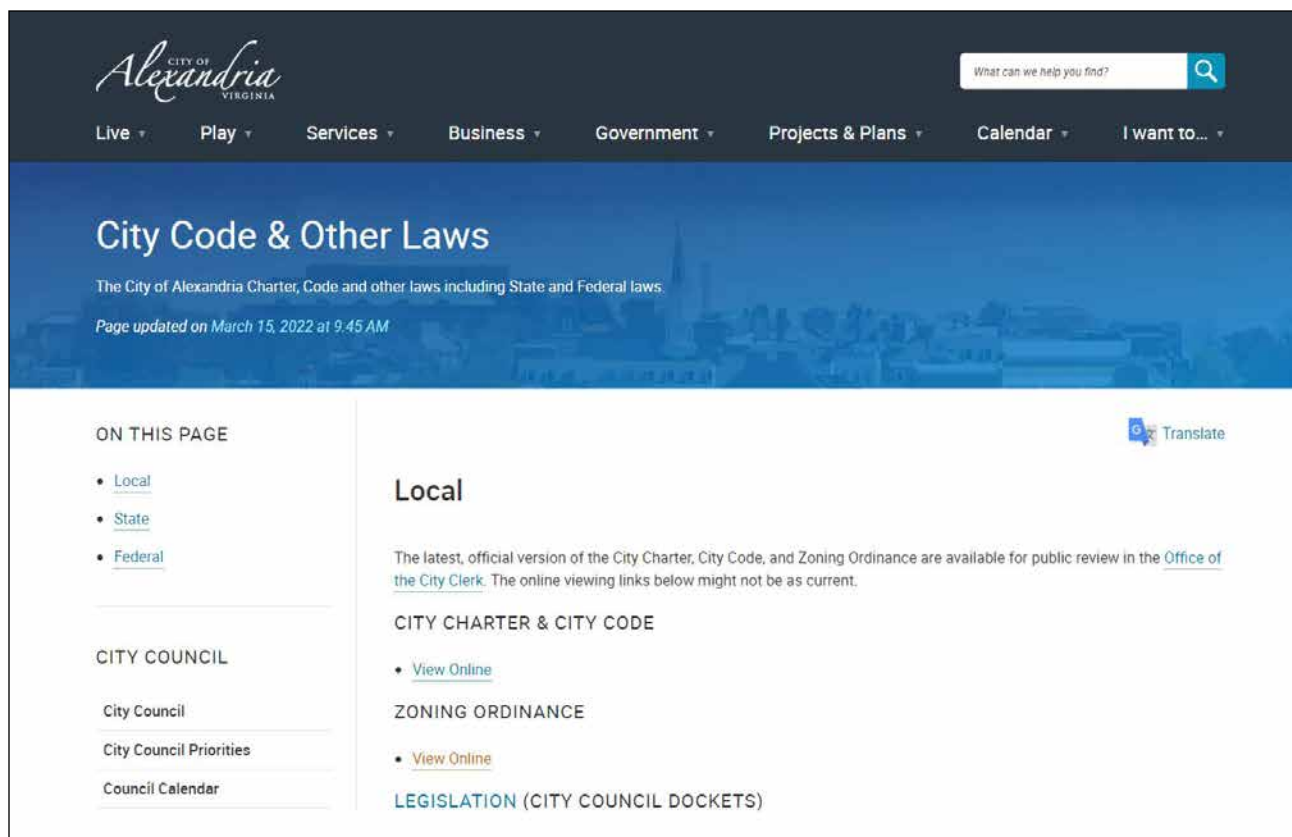 CITY OF
Alexandria
VIRGINIA
What can we help you find?
Live Play Services Business Government Projects & Plans Calendar I want to...
City Code & Other Laws
The City of Alexandria Charter, Code and other laws including State and Federal laws
Page updated on March 15, 2022 at 9:45 AM
ON THIS PAGE
• Local
• State
• Federal
CITY COUNCIL
City Council
City Council Priorities
Council Calendar
G Translate
Local
The latest, official version of the City Charter, City Code, and Zoning Ordinance are available for public review in the Office of
the City Clerk. The online viewing links below might not be as current.
CITY CHARTER & CITY CODE
• View Online
ZONING ORDINANCE
• View Online
LEGISLATION (CITY COUNCIL DOCKETS)